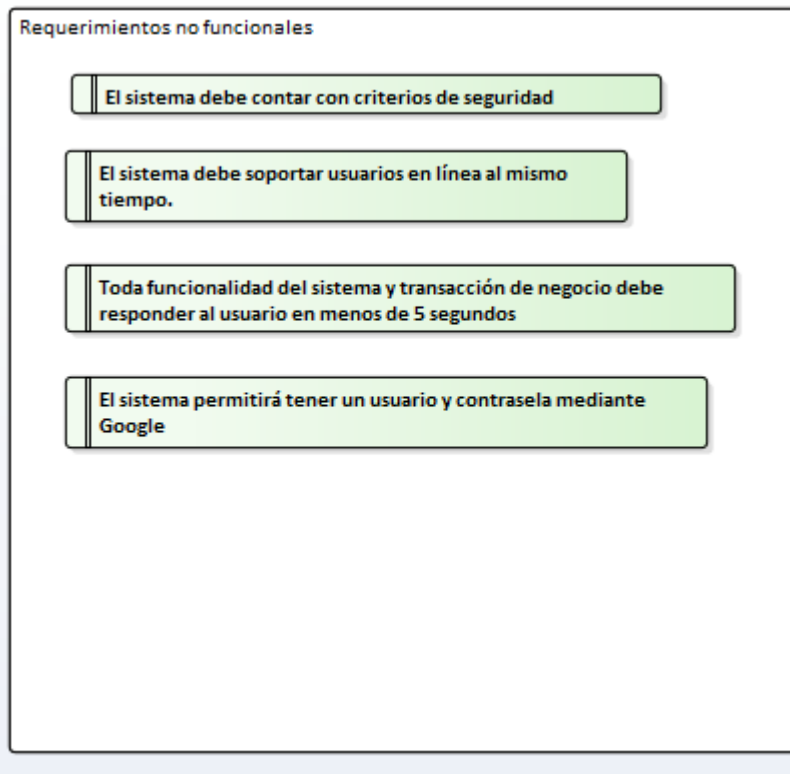 Requerimientos no funcionales
El sistema debe contar con criterios de seguridad
El sistema debe soportar usuarios en línea al mismo
tiempo.
Toda funcionalidad del sistema y transacción de negocio debe
responder al usuario en menos de 5 segundos
El sistema permitirá tener un usuario y contrasela mediante
Google